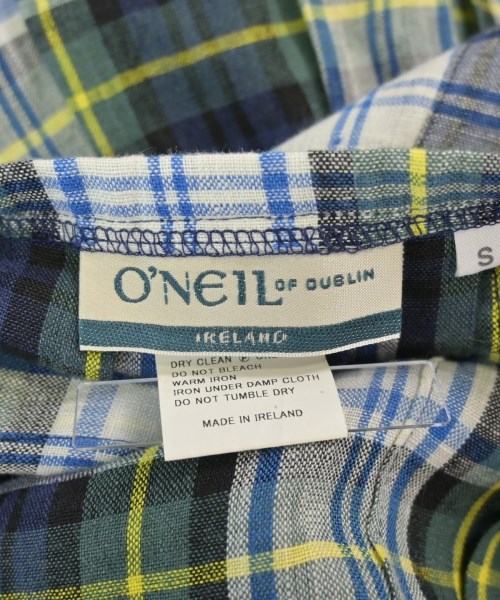 O'NEIL OF DUBLIN
S
IRELAND
DRY CLEAN Ⓟ
DO NOT BLEACH
WARM IRON
IRON UNDER DAMP CLOTH
DO NOT TUMBLE DRY
MADE IN IRELAND